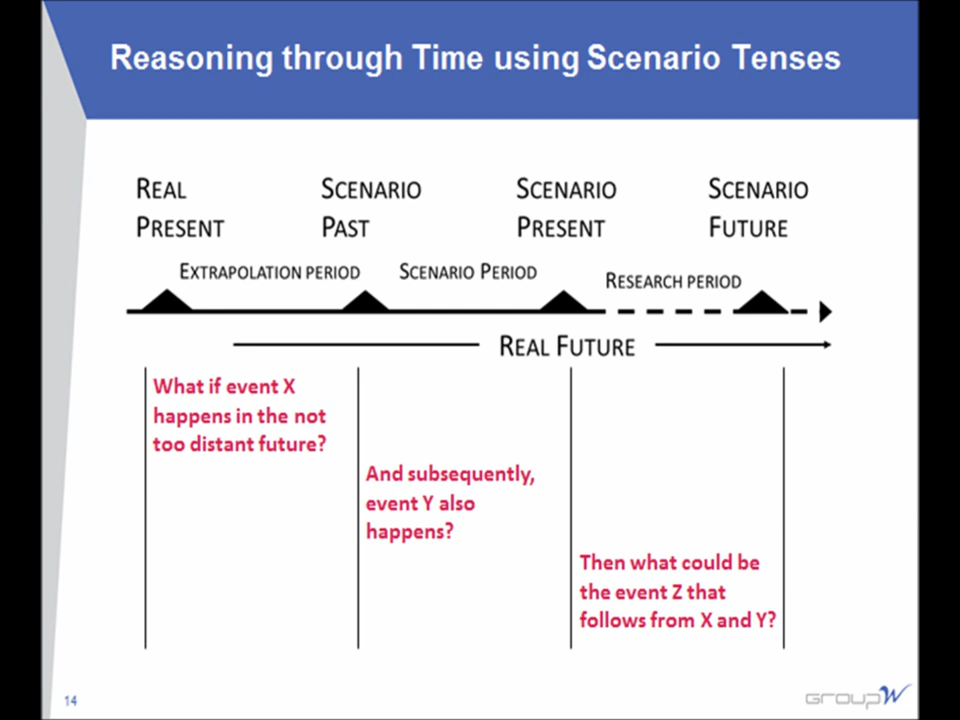 Reasoning through Time using Scenario Tenses
REAL PRESENT
SCENARIO PAST
SCENARIO PRESENT
SCENARIO FUTURE
EXTRAPOLATION PERIOD
SCENARIO PERIOD
RESEARCH PERIOD
REAL FUTURE
What if event X
happens in the not
too distant future?
And subsequently,
event Y also
happens?
Then what could be
the event Z that
follows from X and Y?
14
GROUPW